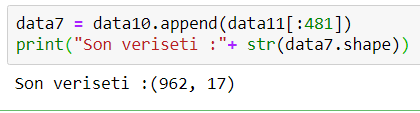 data7 = data10.append(data11[:481])
print("Son veriseti :"+ str(data7.shape))
Son veriseti :(962, 17)